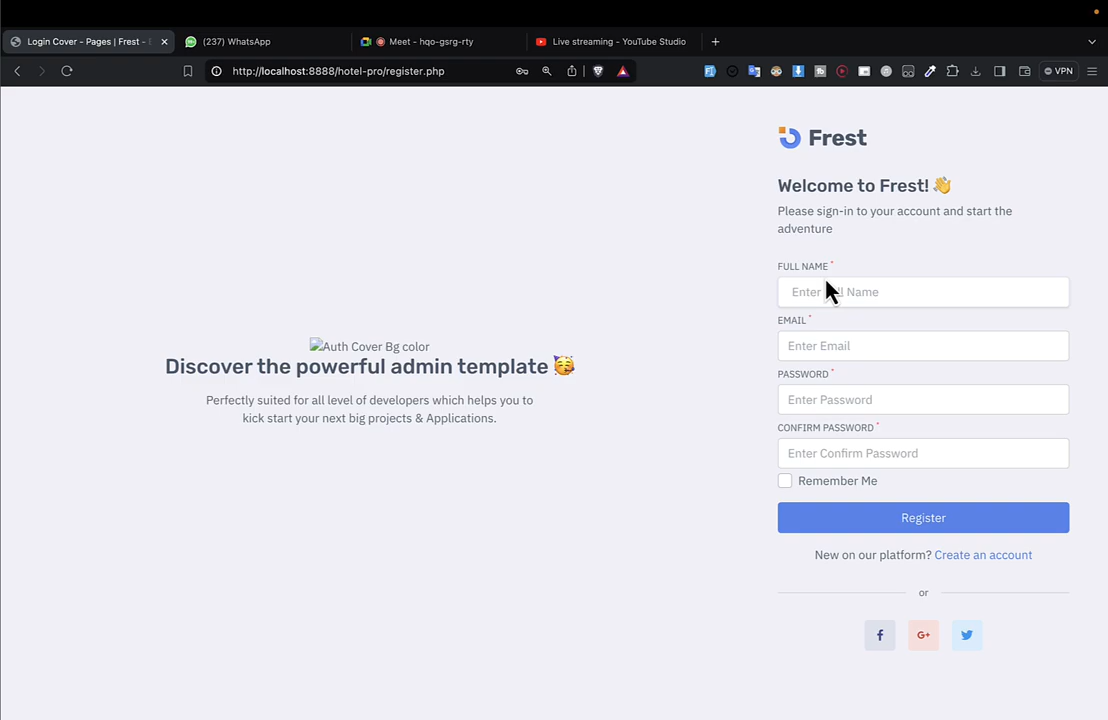 Login Cover - Pages | Frest -
(237) WhatsApp
Meet - hqo-gsrg-rty
Live streaming - YouTube Studio
http://localhost:8888/hotel-pro/register.php
VPN
Frest
Welcome to Frest! 👋
Please sign-in to your account and start the
adventure
FULL NAME *
Enter Name
EMAIL *
Enter Email
Auth Cover Bg color
Discover the powerful admin template 🥳
Perfectly suited for all level of developers which helps you to
kick start your next big projects & Applications.
PASSWORD *
Enter Password
CONFIRM PASSWORD *
Enter Confirm Password
Remember Me
Register
New on our platform? Create an account
or
f
G+